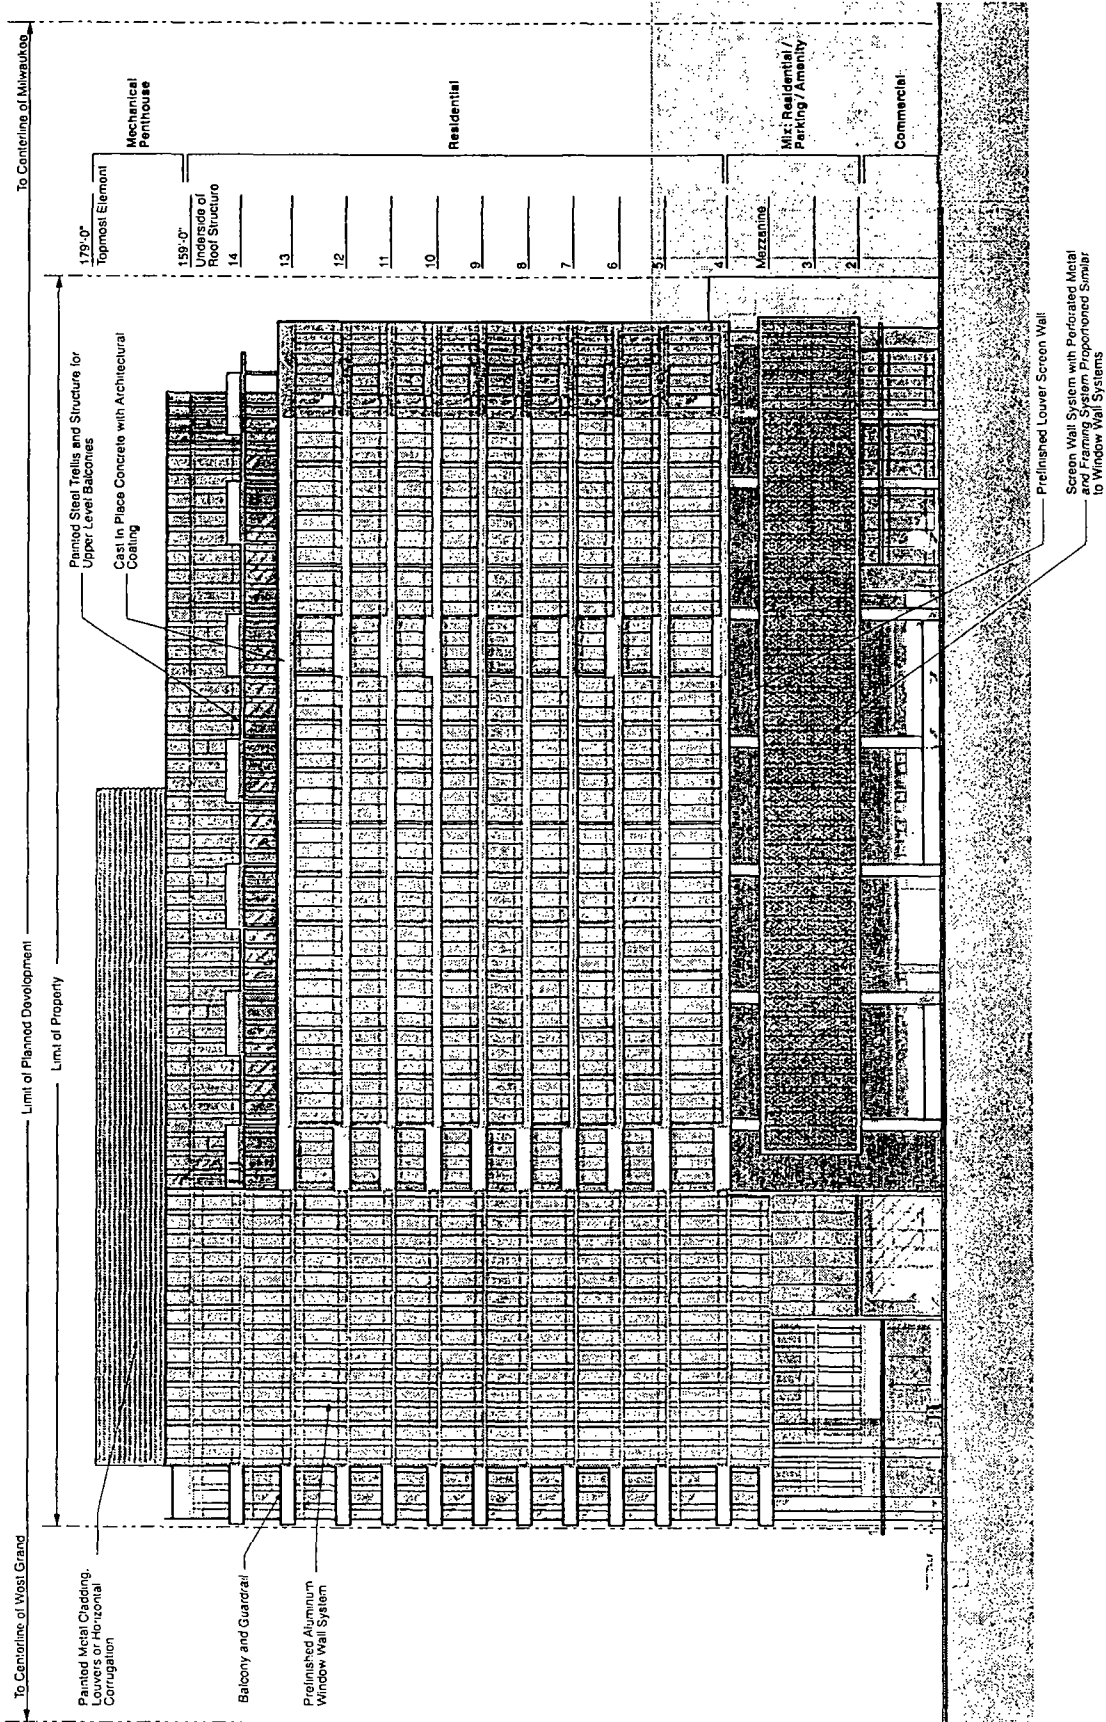 To Centerline of West Grand
Limit of Planned Development
To Centerline of Milwaukee
Limit of Property
Painted Metal Cladding,
Louvers or Horizontal
Corrugation
Balcony and Guardrail
Prefinished Aluminum
Window Wall System
Painted Steel Trellis and Structure for
Upper Level Balconies
Cast In Place Concrete with Architectural
Coating
179'-0"
Topmost Element
159'-0"
Underside of
Roof Structure
14
13
12
11
10
9
8
7
6
5
4
Mezzanine
3
2
Mechanical
Penthouse
Residential
Mix: Residential /
Parking / Amenity
Commercial
Prefinished Louver Screen Wall
Screen Wall System with Perforated Metal
and Framing System Proportioned Similar
to Window Wall Systems